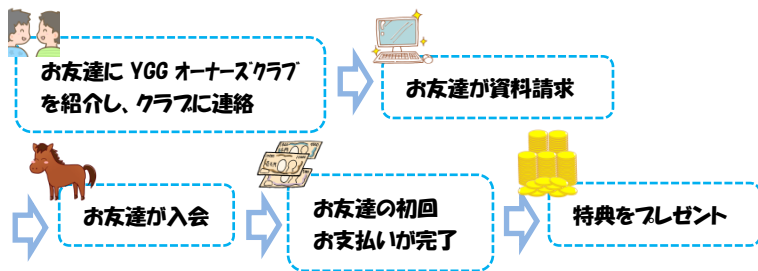 お友達に YGG オーナーズクラブ
を紹介し、クラブに連絡
お友達が資料請求
お友達が入会
お友達の初回
お支払いが完了
特典をプレゼント